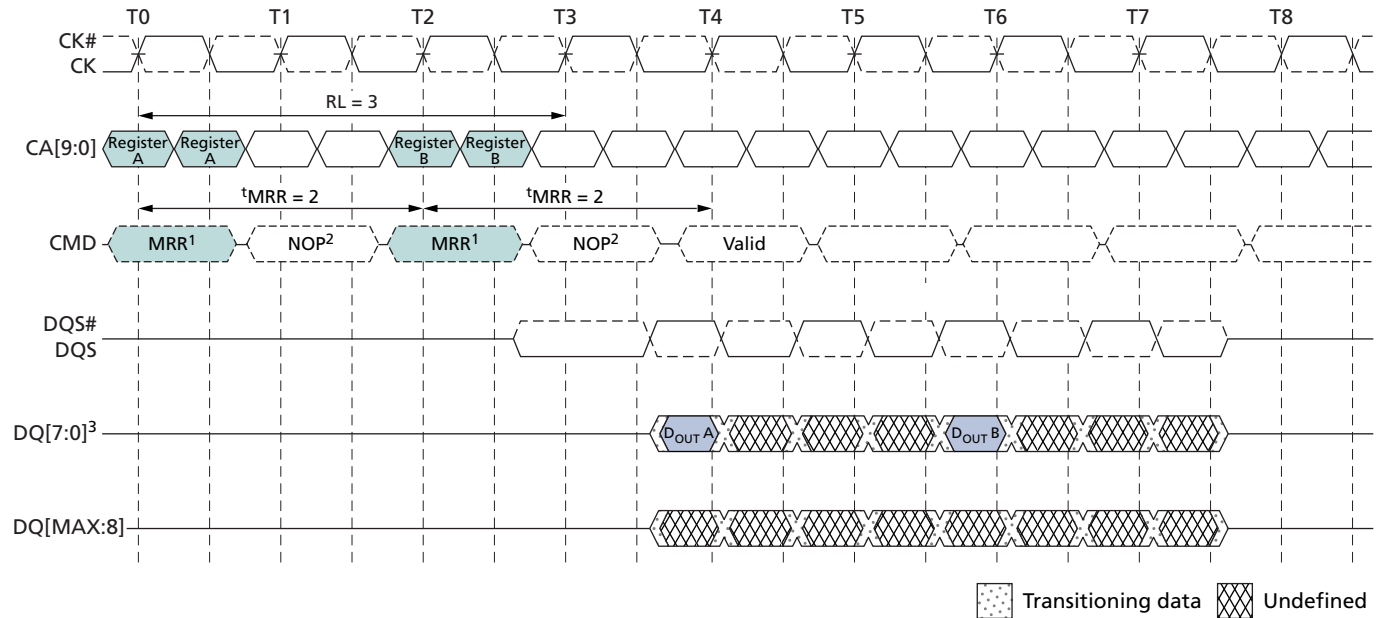 T0 T1 T2 T3 T4 T5 T6 T7 T8
CK#
CK
RL = 3
CA[9:0]
Register A Register A Register B Register B
tMRR = 2 tMRR = 2
CMD MRR1 NOP2 MRR1 NOP2 Valid
DQS#
DQS
DQ[7:0]3 DOUT A DOUT B
DQ[MAX:8]
Transitioning data Undefined